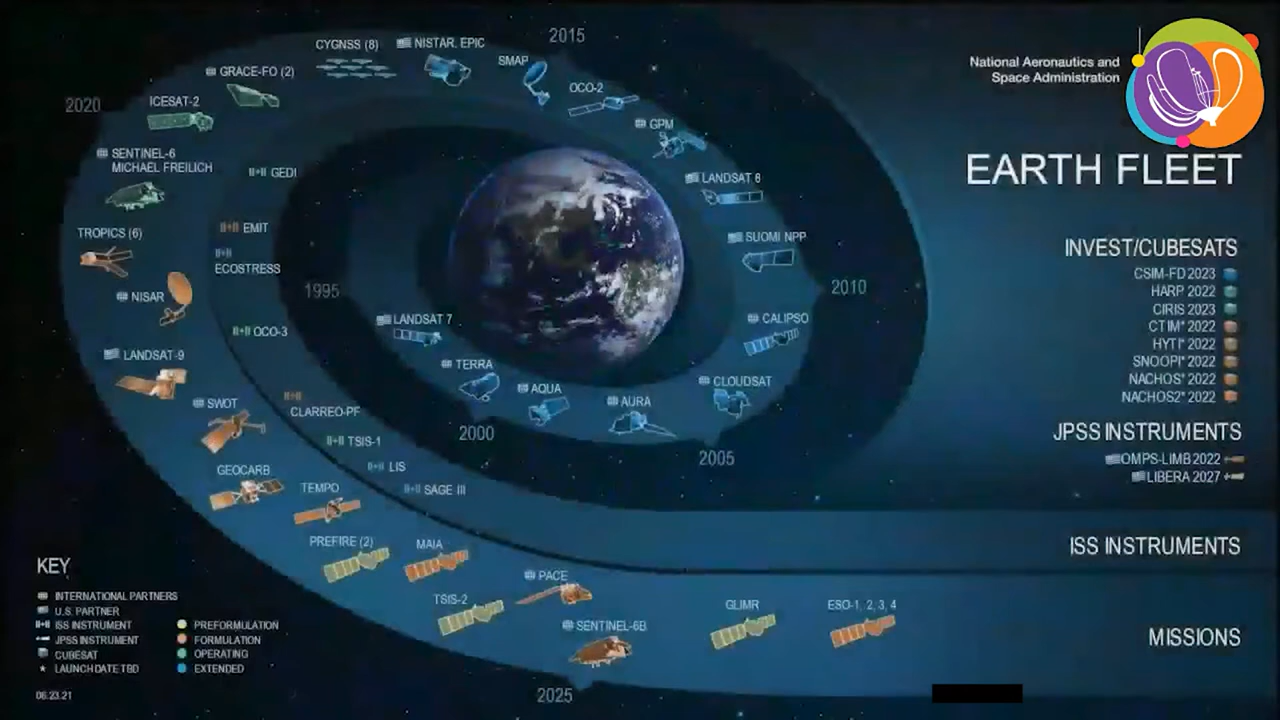 National Aeronautics and
Space Administration
EARTH FLEET
INVEST/CUBESATS
CSIM-FD 2023
HARP 2022
CIRIS 2023
CTIM* 2022
HYTI* 2022
SNOOPI* 2022
NACHOS* 2022
NACHOS2* 2022
JPSS INSTRUMENTS
OMPS-LIMB 2022
LIBERA 2027
ISS INSTRUMENTS
MISSIONS
2015
CYGNSS (8)
NISTAR. EPIC
SMAP
OCO-2
GRACE-FO (2)
ICESAT-2
2020
GPM
SENTINEL-6
MICHAEL FREILICH
GEDI
LANDSAT 8
TROPICS (6)
EMIT
ECOSTRESS
SUOMI NPP
NISAR
1995
2010
LANDSAT 7
CALIPSO
OCO-3
LANDSAT-9
TERRA
AQUA
AURA
CLOUDSAT
SWOT
CLARREO-PF
2000
2005
TSIS-1
LIS
SAGE III
GEOCARB
TEMPO
PREFIRE (2)
MAIA
PACE
TSIS-2
SENTINEL-6B
GLIMR
ESO-1, 2, 3, 4
2025
KEY
INTERNATIONAL PARTNERS
U.S. PARTNER
ISS INSTRUMENT
JPSS INSTRUMENT
CUBESAT
LAUNCH DATE TBD
PREFORMULATION
FORMULATION
OPERATING
EXTENDED
06.23.21